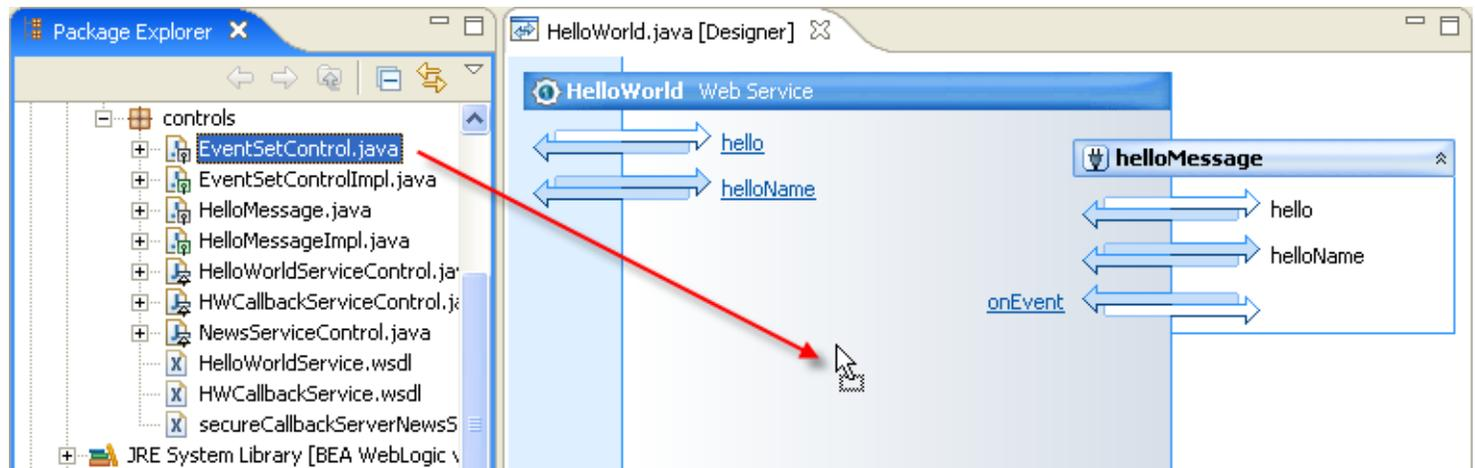 Package Explorer
HelloWorld.java [Designer]
controls
EventSetControl.java
EventSetControlImpl.java
HelloMessage.java
HelloMessageImpl.java
HelloWorldServiceControl.ja
HWCallbackServiceControl.ja
NewsServiceControl.java
HelloWorldService.wsdl
HWCallbackService.wsdl
secureCallbackServerNewsS
JRE System Library [BEA WebLogic v
HelloWorld Web Service
hello
helloName
helloMessage
hello
helloName
onEvent